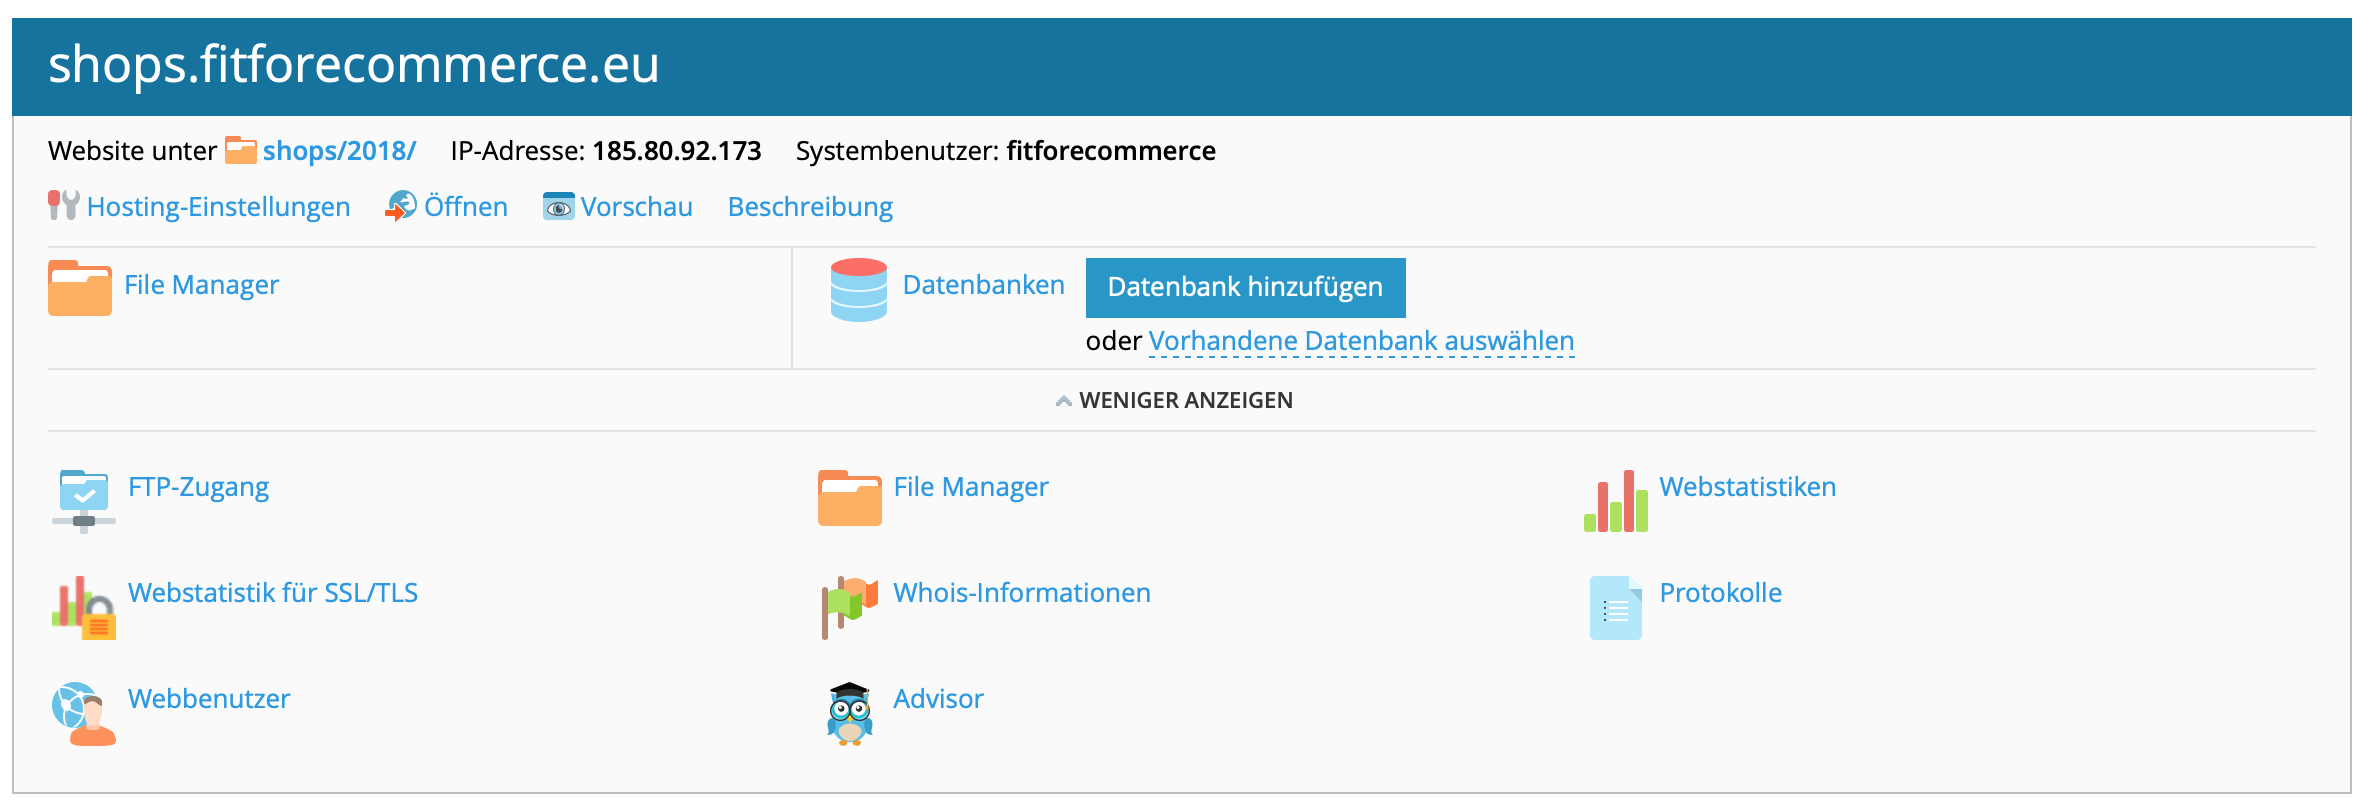 shops.fitforecommerce.eu
Website unter shops/2018/ IP-Adresse: 185.80.92.173 Systembenutzer: fitforecommerce
Hosting-Einstellungen Öffnen Vorschau Beschreibung
File Manager
Datenbanken Datenbank hinzufügen
oder Vorhandene Datenbank auswählen
WENIGER ANZEIGEN
FTP-Zugang File Manager Webstatistiken
Webstatistik für SSL/TLS Whois-Informationen Protokolle
Webbenutzer Advisor